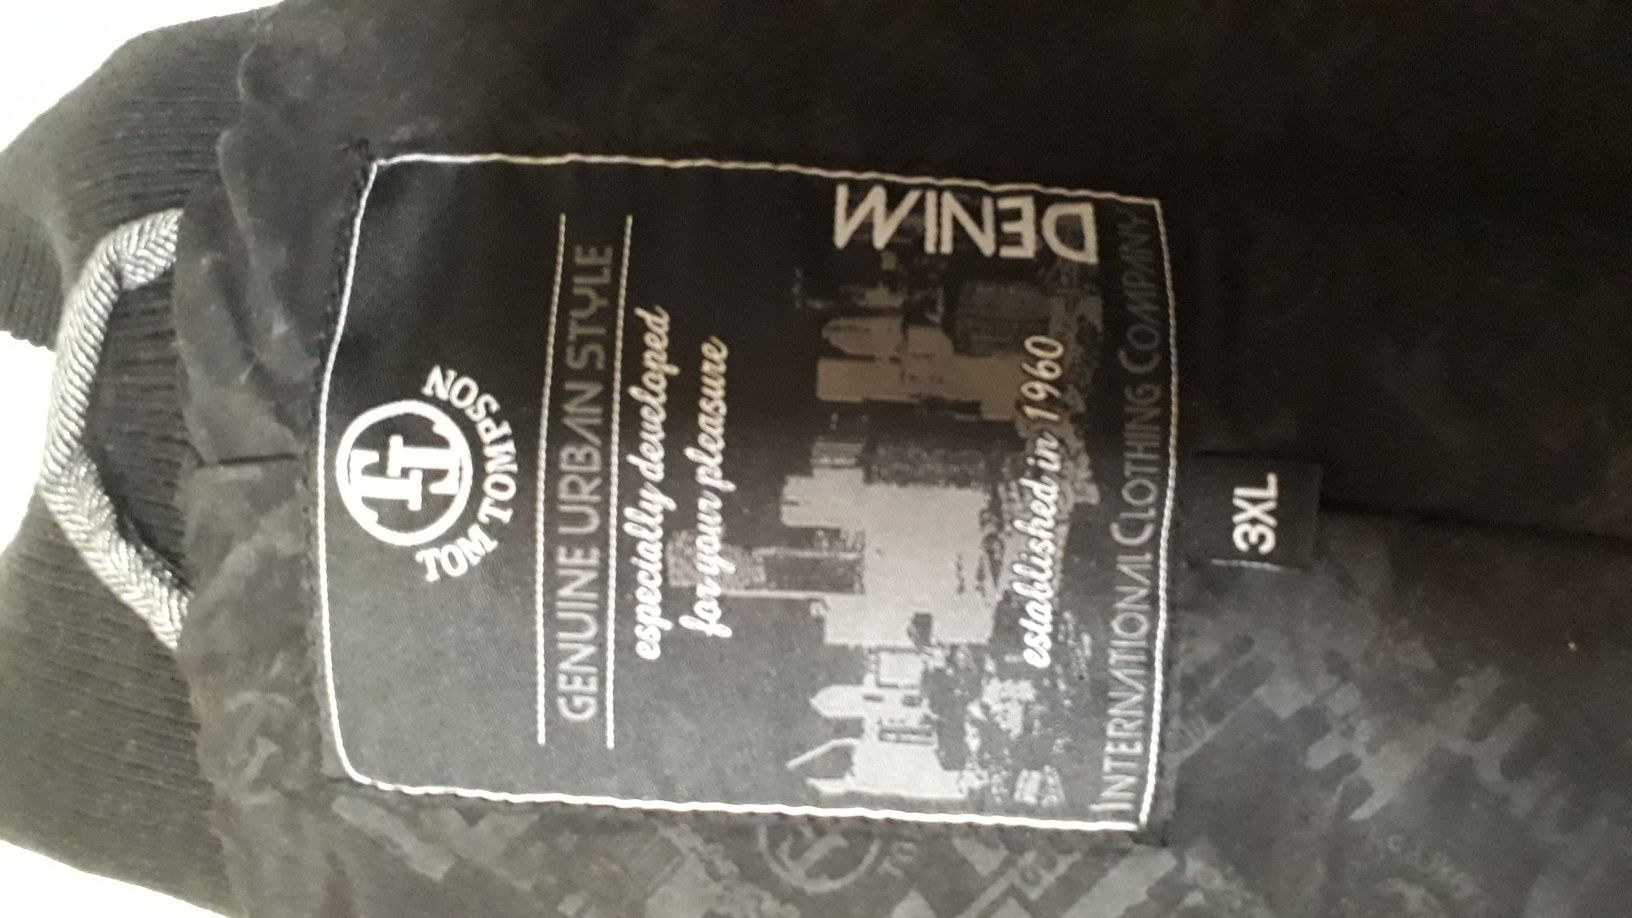 TOM TOMPSON
GENUINE URBAN STYLE
especially developed
for your pleasure
DENIM
established in 1960
INTERNATIONAL CLOTHING COMPANY
3XL